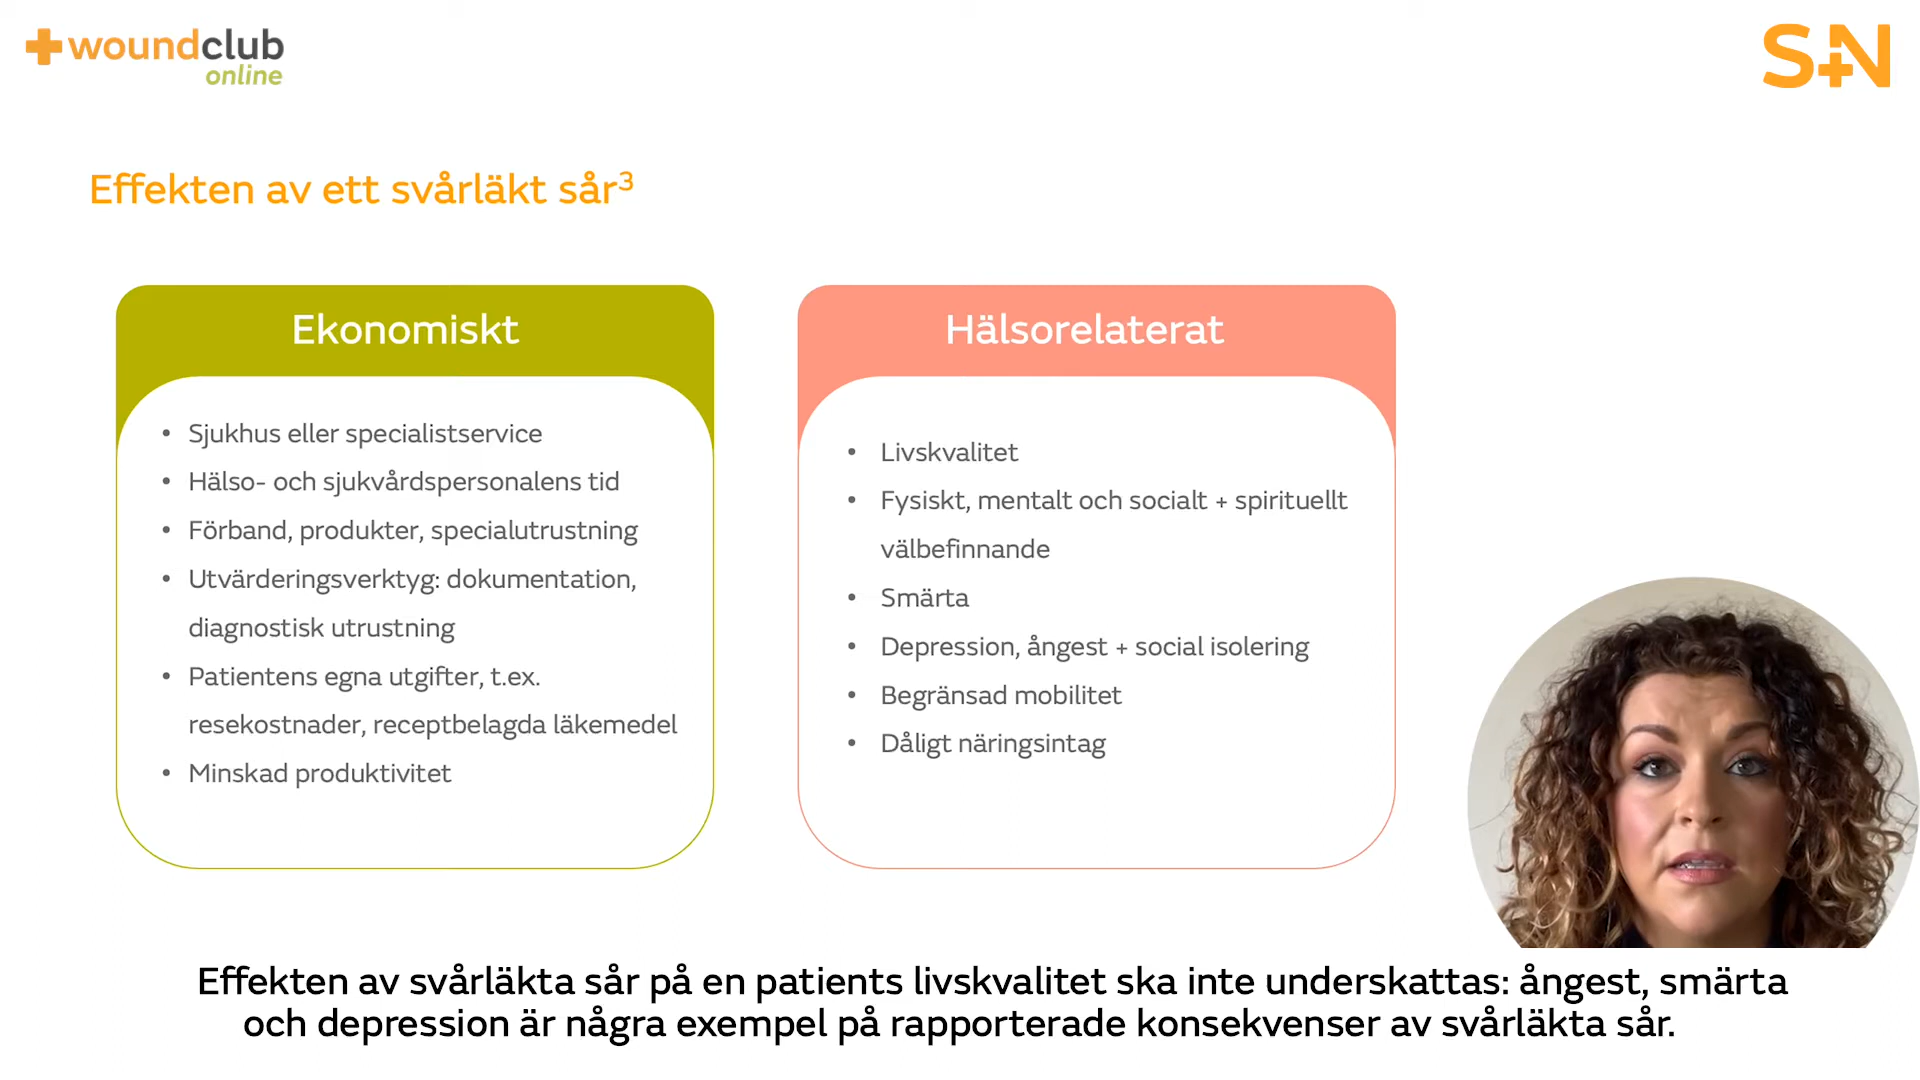 woundclub
online
S+N
Effekten av ett svårläkt sår³
Ekonomiskt
• Sjukhus eller specialistservice
• Hälso- och sjukvårdspersonalens tid
• Förband, produkter, specialutrustning
• Utvärderingsverktyg: dokumentation,
diagnostisk utrustning
• Patientens egna utgifter, t.ex.
resekostnader, receptbelagda läkemedel
• Minskad produktivitet
Hälsorelaterat
• Livskvalitet
• Fysiskt, mentalt och socialt + spirituellt
välbefinnande
• Smärta
• Depression, ångest + social isolering
• Begränsad mobilitet
• Dåligt näringsintag
Effekten av svårläkta sår på en patients livskvalitet ska inte underskattas: ångest, smärta
och depression är några exempel på rapporterade konsekvenser av svårläkta sår.